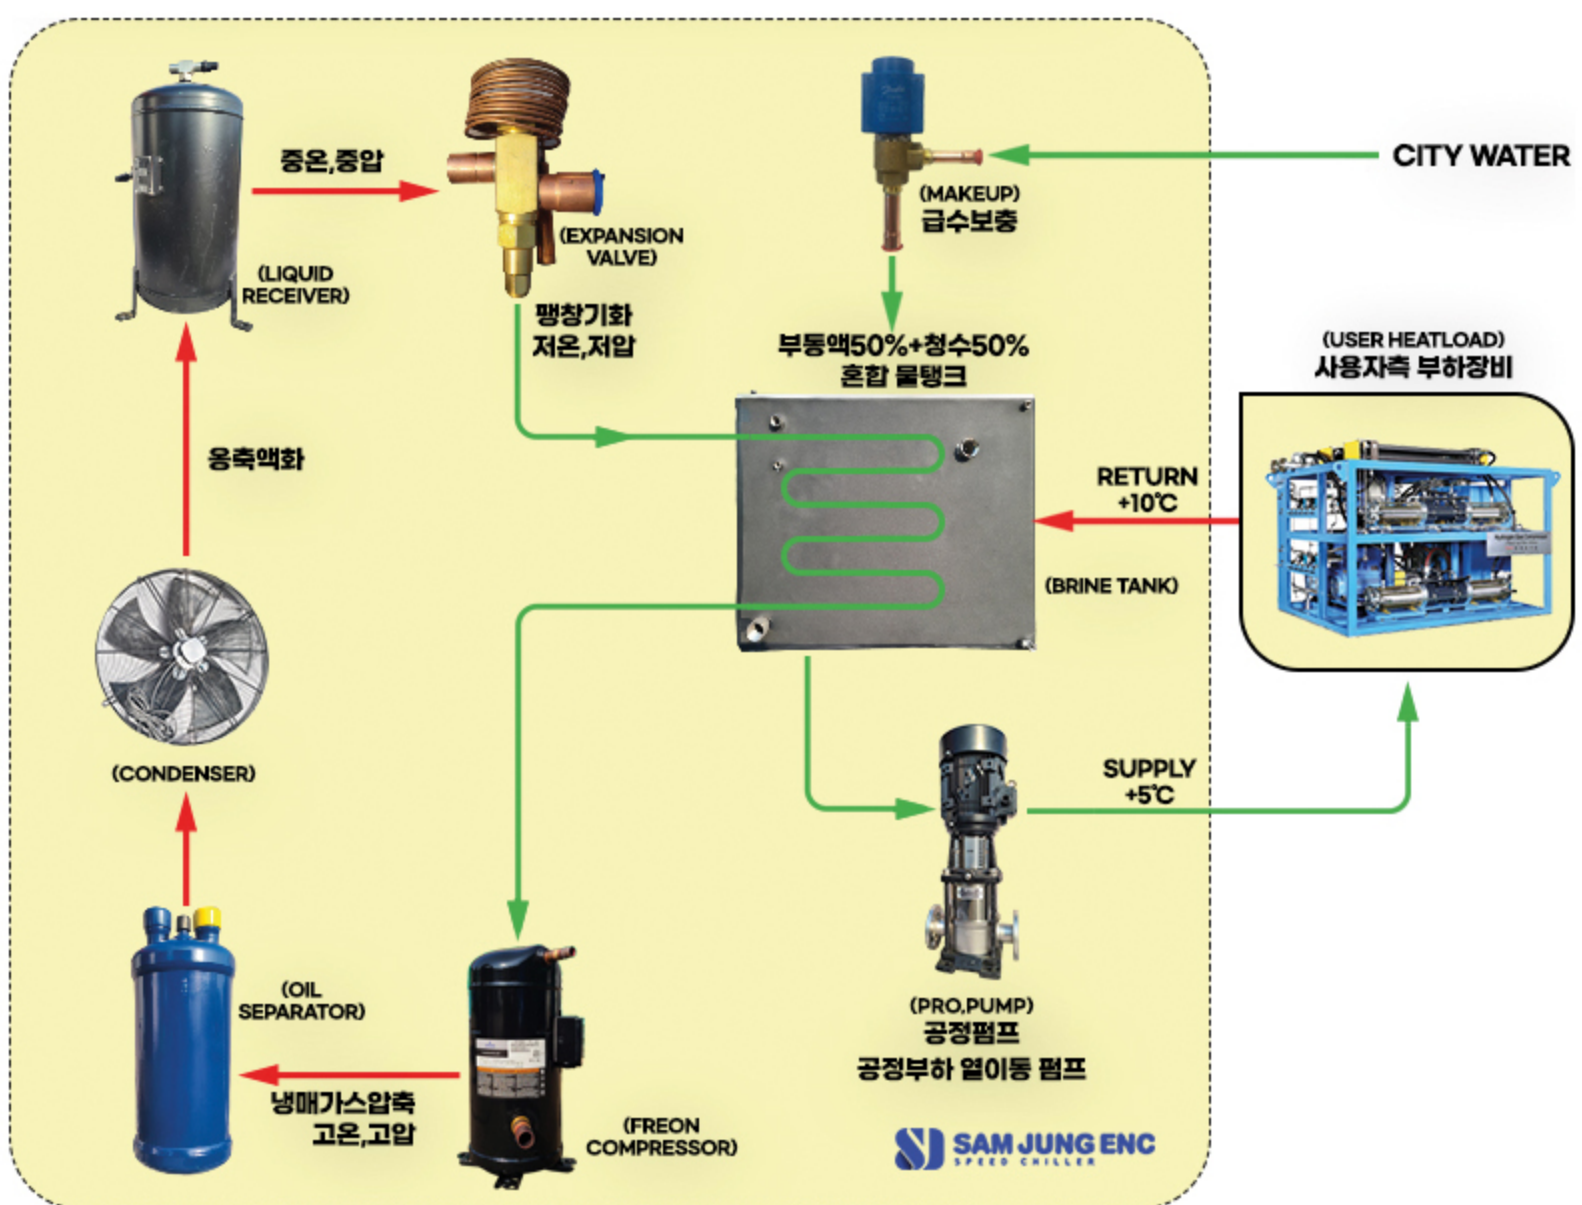 중온,중압
(LIQUID
RECEIVER)
(EXPANSION
VALVE)
팽창기화
저온,저압
(MAKEUP)
급수보충
CITY WATER
부동액50%+청수50%
혼합 물탱크
(USER HEATLOAD)
사용자측 부하장비
응축액화
RETURN
+10℃
(BRINE TANK)
(CONDENSER)
SUPPLY
+5℃
(OIL
SEPARATOR)
냉매가스압축
고온,고압
(FREON
COMPRESSOR)
(PRO.PUMP)
공정펌프
공정부하 열이동 펌프
SAM JUNG ENC
SPEED CHILLER